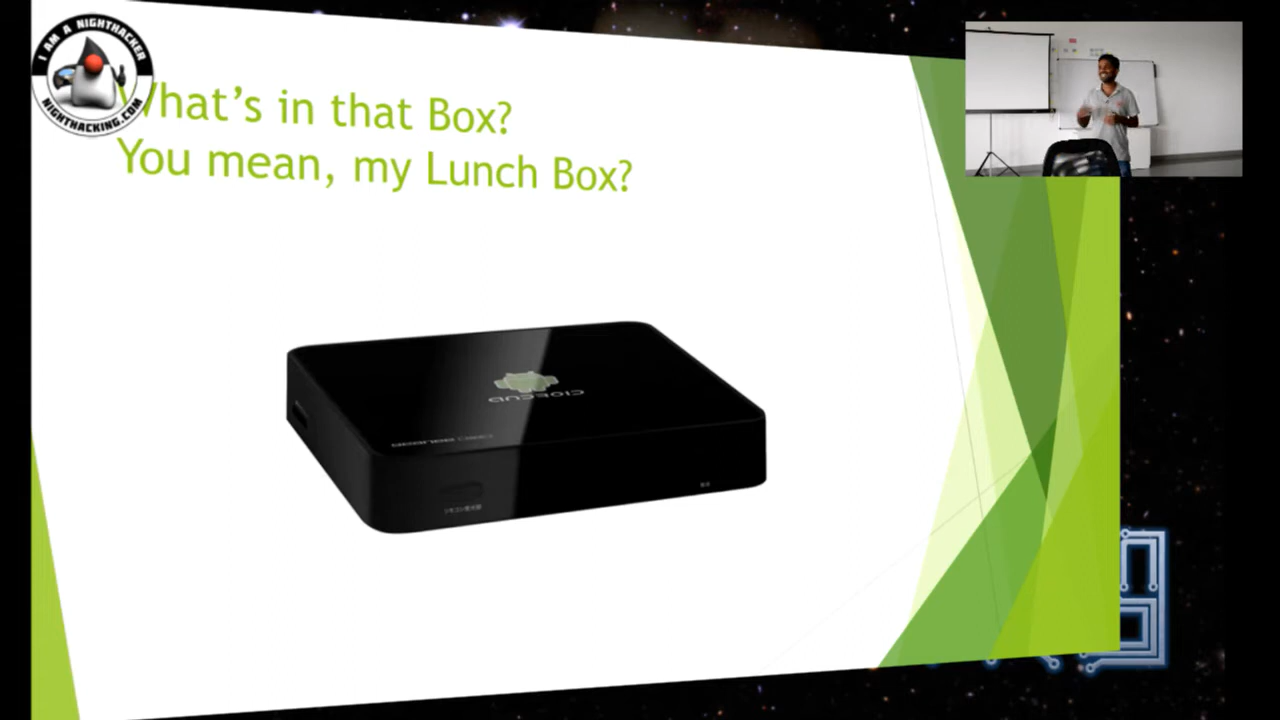 I AM A NIGHTHACKER
NIGHTHACKING.COM
What's in that Box?
You mean, my Lunch Box?